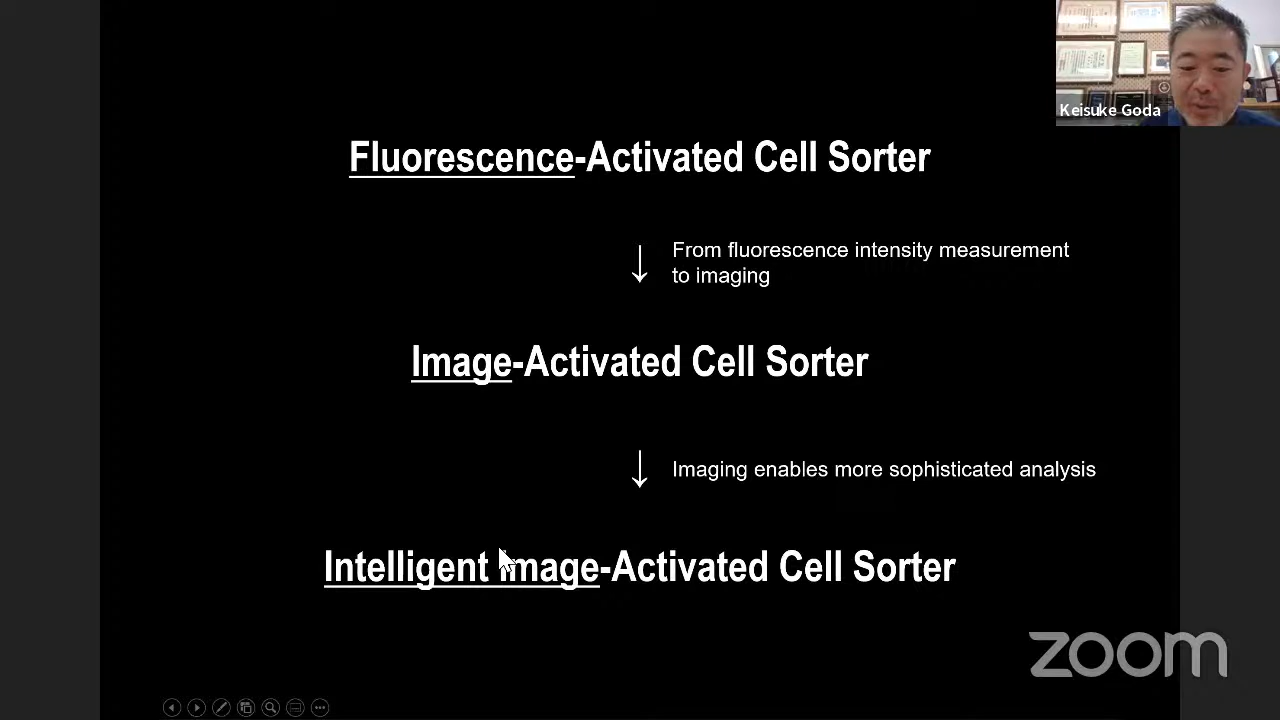 Keisuke Goda
Fluorescence-Activated Cell Sorter
From fluorescence intensity measurement
to imaging
Image-Activated Cell Sorter
Imaging enables more sophisticated analysis
Intelligent Image-Activated Cell Sorter
zoom